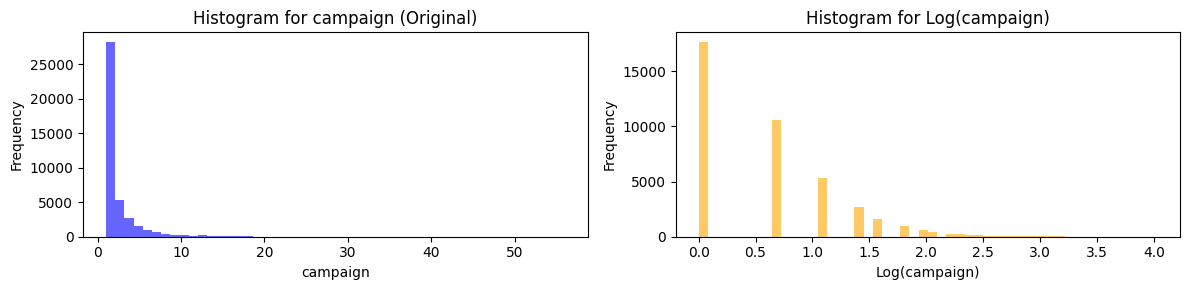 Histogram for campaign (Original)
25000
20000
15000
10000
5000
0
Frequency
0 10 20 30 40 50
campaign
Histogram for Log(campaign)
15000
10000
5000
0
Frequency
0.0 0.5 1.0 1.5 2.0 2.5 3.0 3.5 4.0
Log(campaign)